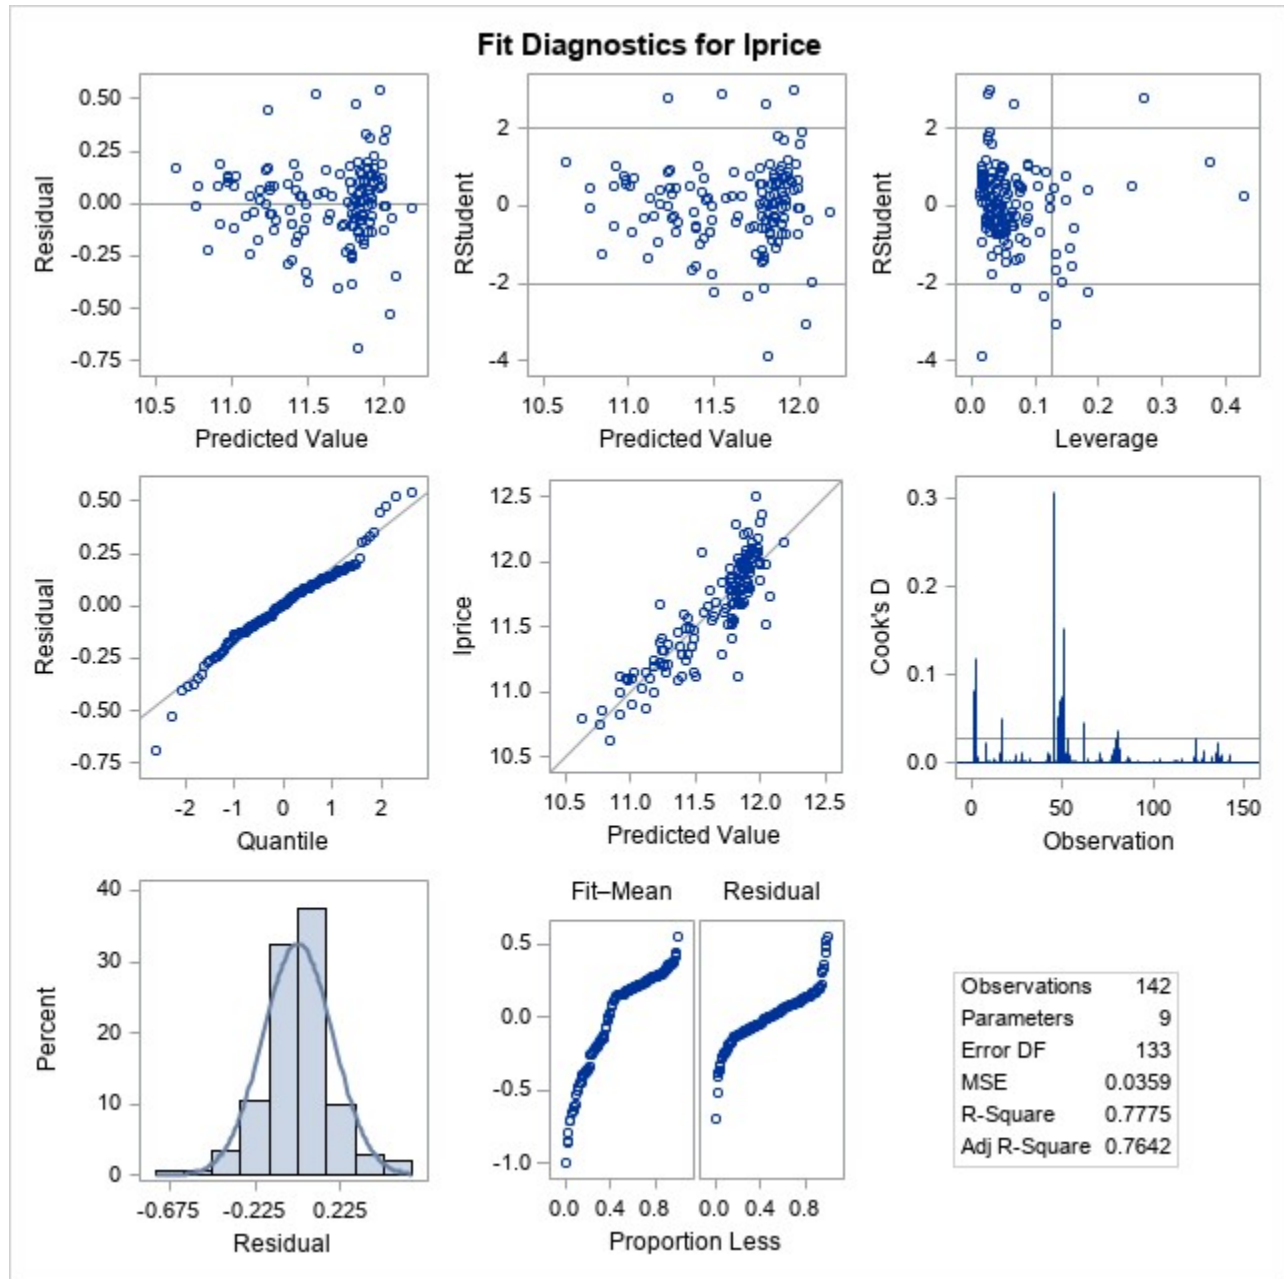 Fit Diagnostics for lprice
0.50
0.25
0.00
-0.25
-0.50
-0.75
Residual
10.5 11.0 11.5 12.0
Predicted Value
2
0
-2
-4
RStudent
10.5 11.0 11.5 12.0
Predicted Value
2
0
-2
-4
RStudent
0.0 0.1 0.2 0.3 0.4
Leverage
0.50
0.25
0.00
-0.25
-0.50
-0.75
Residual
-2 -1 0 1 2
Quantile
12.5
12.0
11.5
11.0
10.5
lprice
10.5 11.0 11.5 12.0 12.5
Predicted Value
0.3
0.2
0.1
0.0
Cook's D
0 50 100 150
Observation
40
30
20
10
0
Percent
-0.675 -0.225 0.225
Residual
Fit–Mean Residual
0.5
0.0
-0.5
-1.0
0.0 0.4 0.8 0.0 0.4 0.8
Proportion Less
Observations 142
Parameters 9
Error DF 133
MSE 0.0359
R-Square 0.7775
Adj R-Square 0.7642